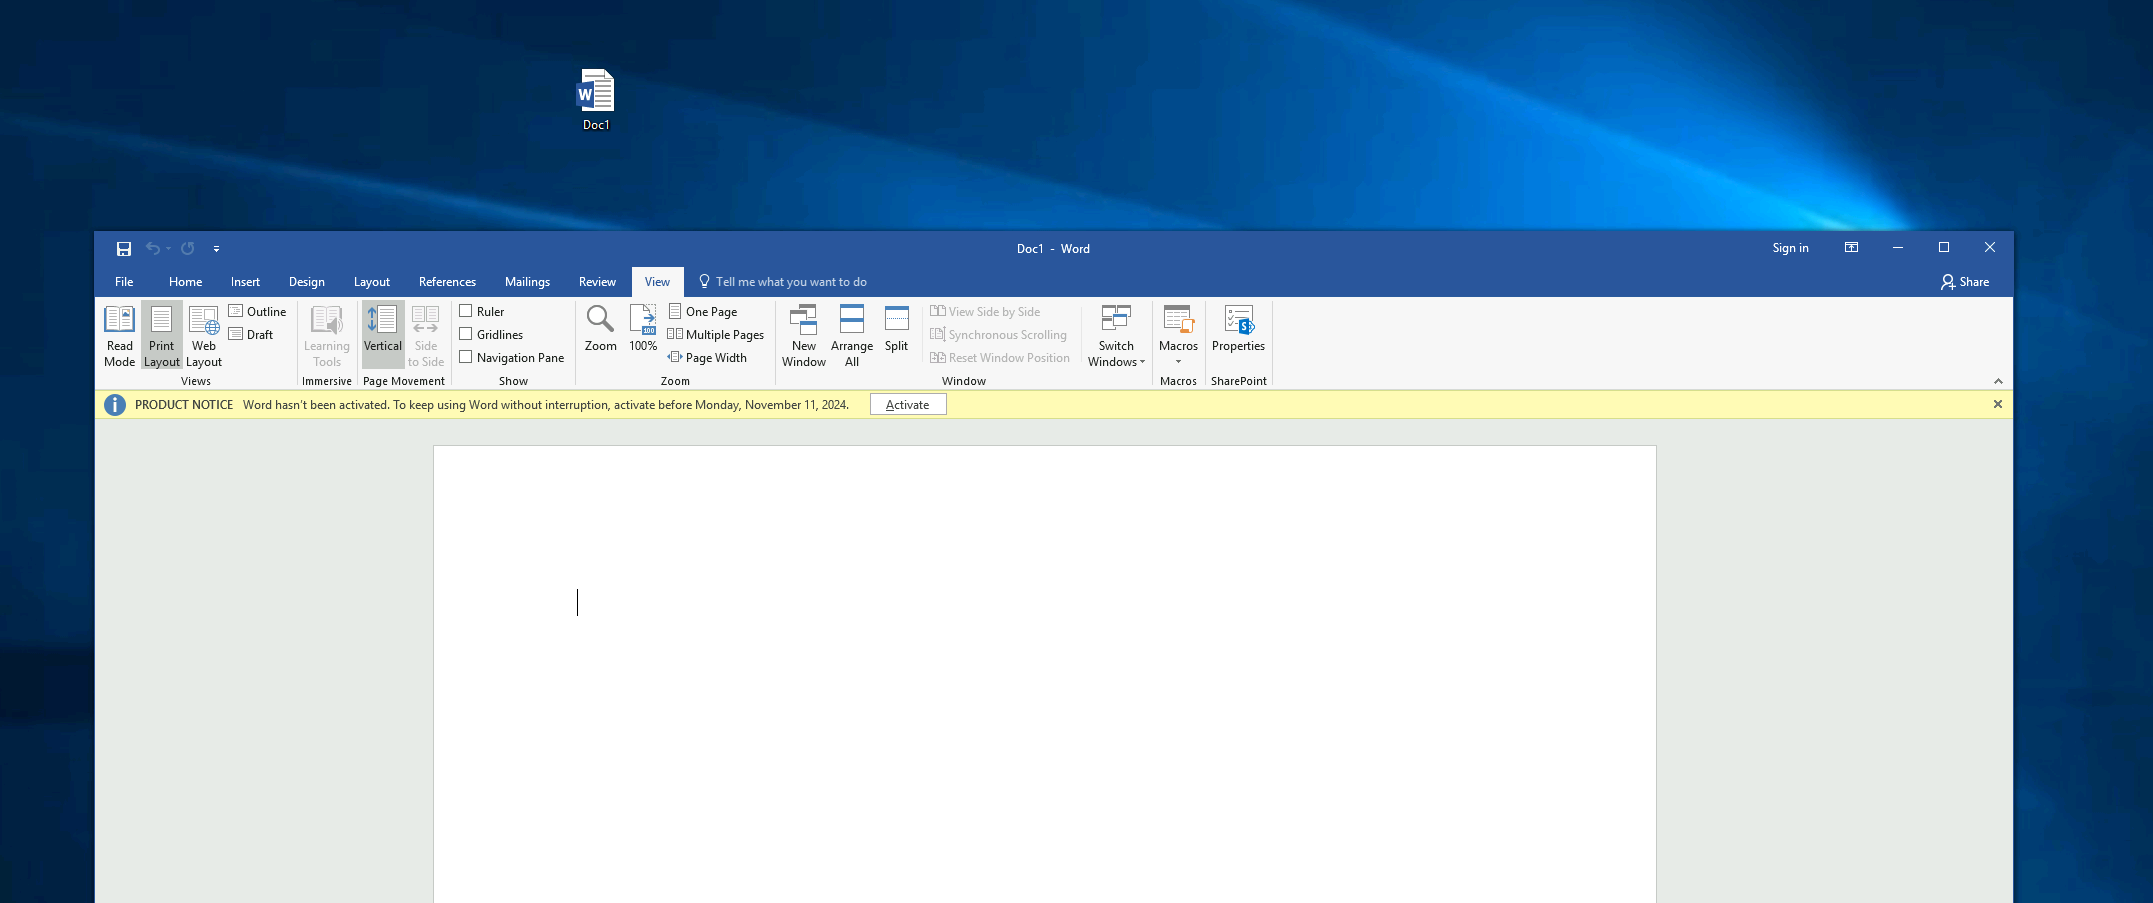 Doc1
Doc1 - Word
Sign in
File Home Insert Design Layout References Mailings Review View Tell me what you want to do Share
Read Mode
Print Layout
Web Layout
Outline
Draft
Views
Learning Tools
Immersive
Vertical
Side to Side
Page Movement
Ruler
Gridlines
Navigation Pane
Show
Zoom
100%
One Page
Multiple Pages
Page Width
Zoom
New Window
Arrange All
Split
View Side by Side
Synchronous Scrolling
Reset Window Position
Switch Windows
Window
Macros
Macros
Properties
SharePoint
PRODUCT NOTICE Word hasn't been activated. To keep using Word without interruption, activate before Monday, November 11, 2024. Activate